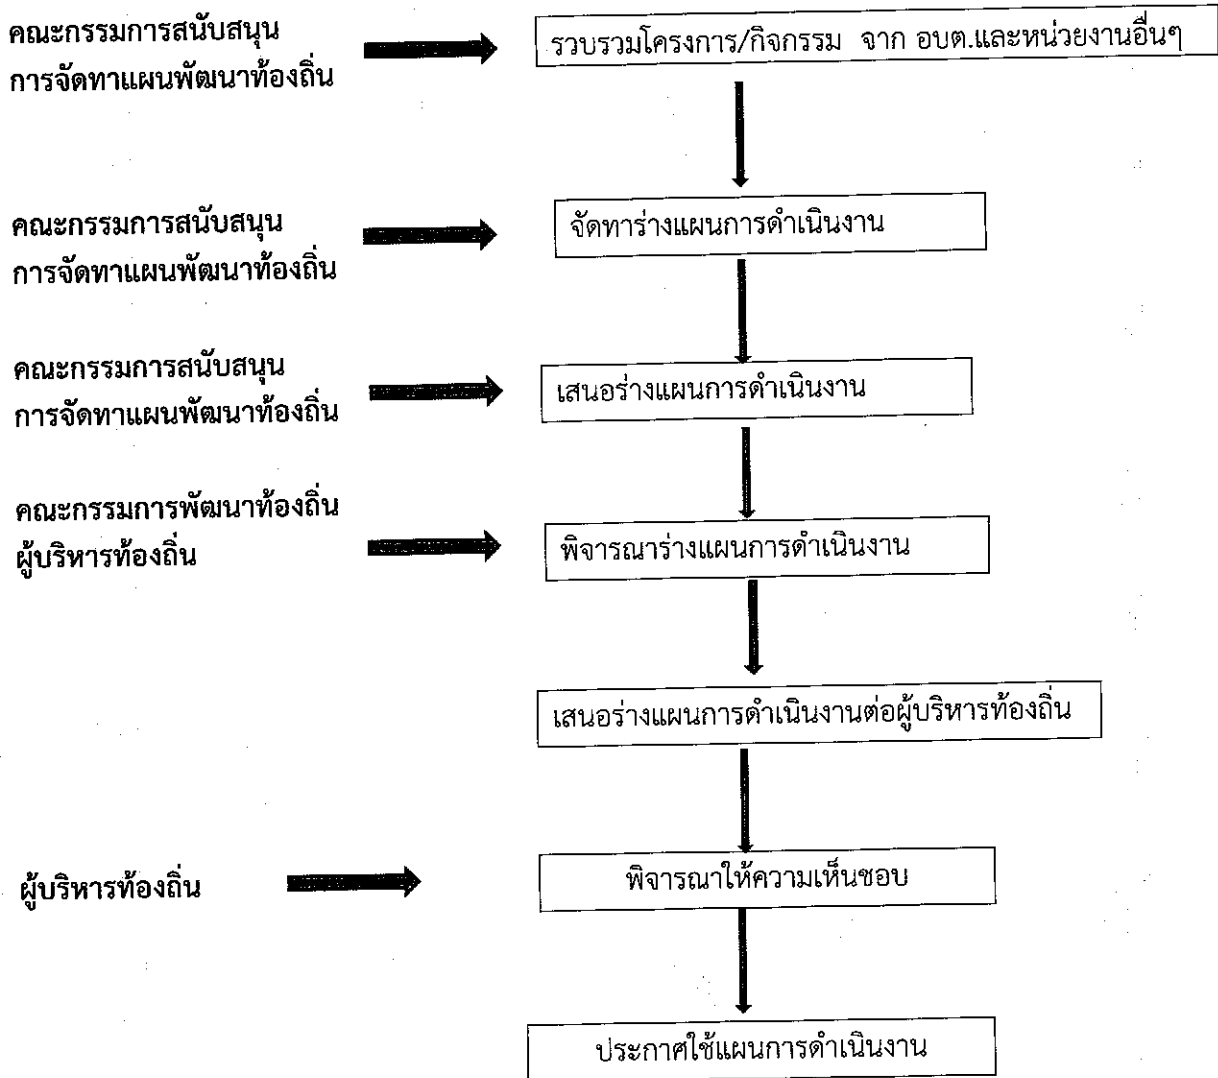 คณะกรรมการสนับสนุน
การจัดทาแผนพัฒนาท้องถิ่น
รวบรวมโครงการ/กิจกรรม จาก อบต.และหน่วยงานอื่นๆ
คณะกรรมการสนับสนุน
การจัดทาแผนพัฒนาท้องถิ่น
จัดทาร่างแผนการดำเนินงาน
คณะกรรมการสนับสนุน
การจัดทาแผนพัฒนาท้องถิ่น
เสนอร่างแผนการดำเนินงาน
คณะกรรมการพัฒนาท้องถิ่น
ผู้บริหารท้องถิ่น
พิจารณาร่างแผนการดำเนินงาน
เสนอร่างแผนการดำเนินงานต่อผู้บริหารท้องถิ่น
ผู้บริหารท้องถิ่น
พิจารณาให้ความเห็นชอบ
ประกาศใช้แผนการดำเนินงาน